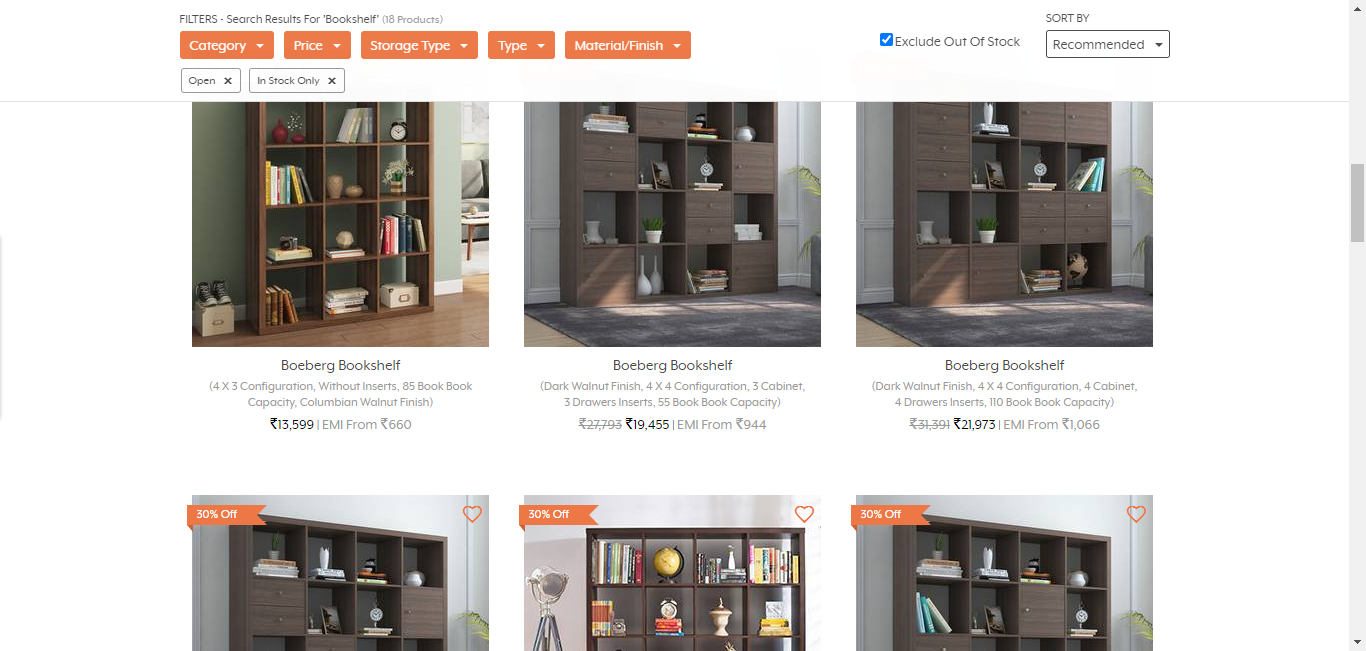 FILTERS - Search Results For 'Bookshelf' (18 Products)
SORT BY
Category
Price
Storage Type
Type
Material/Finish
Exclude Out Of Stock
Recommended
Open ×
In Stock Only ×
Boeberg Bookshelf
(4 X 3 Configuration, Without Inserts, 85 Book Book
Capacity, Columbian Walnut Finish)
₹13,599 | EMI From ₹660
Boeberg Bookshelf
(Dark Walnut Finish, 4 X 4 Configuration, 3 Cabinet,
3 Drawers Inserts, 55 Book Book Capacity)
₹27,793 ₹19,455 | EMI From ₹944
Boeberg Bookshelf
(Dark Walnut Finish, 4 X 4 Configuration, 4 Cabinet,
4 Drawers Inserts, 110 Book Book Capacity)
₹31,391 ₹21,973 | EMI From ₹1,066
30% Off
30% Off
30% Off